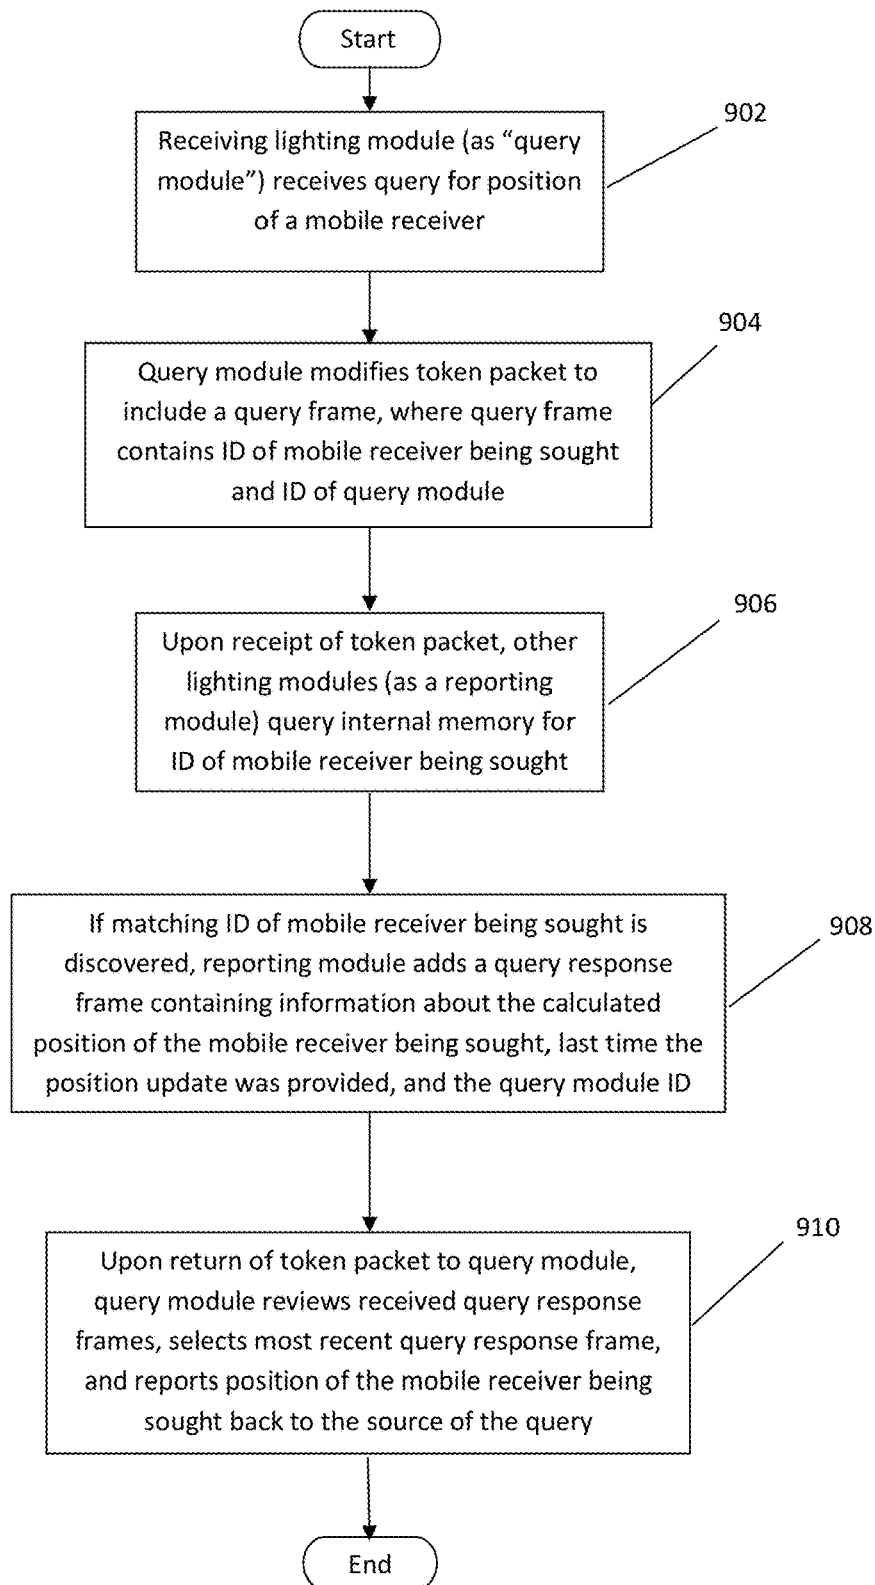 Start
902
Receiving lighting module (as “query
module”) receives query for position
of a mobile receiver
904
Query module modifies token packet to
include a query frame, where query frame
contains ID of mobile receiver being sought
and ID of query module
906
Upon receipt of token packet, other
lighting modules (as a reporting
module) query internal memory for
ID of mobile receiver being sought
908
If matching ID of mobile receiver being sought is
discovered, reporting module adds a query response
frame containing information about the calculated
position of the mobile receiver being sought, last time the
position update was provided, and the query module ID
910
Upon return of token packet to query module,
query module reviews received query response
frames, selects most recent query response frame,
and reports position of the mobile receiver being
sought back to the source of the query
End